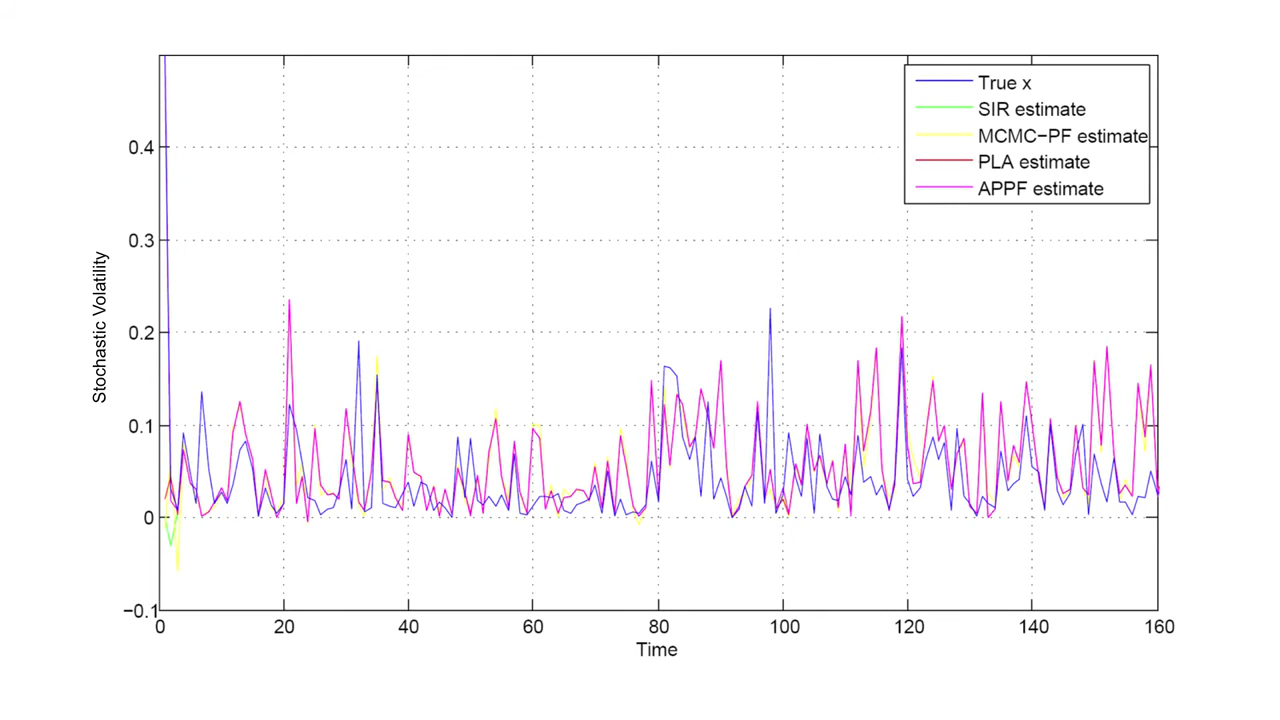 True x
SIR estimate
MCMC−PF estimate
PLA estimate
APPF estimate
0.4
0.3
0.2
0.1
0
−0.1
Stochastic Volatility
0 20 40 60 80 100 120 140 160
Time